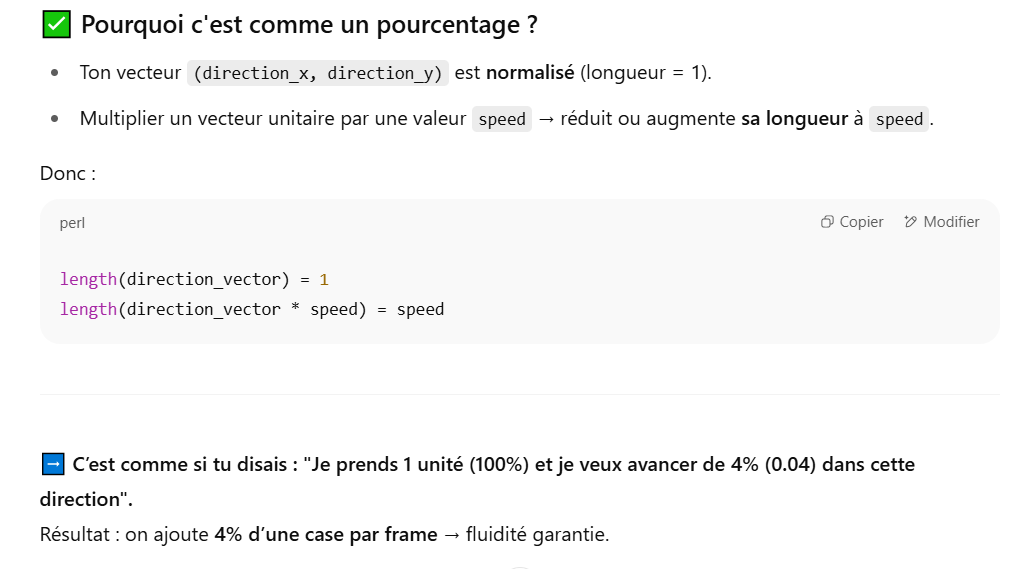 ✅ Pourquoi c'est comme un pourcentage ?
• Ton vecteur (direction_x, direction_y) est normalisé (longueur = 1).
• Multiplier un vecteur unitaire par une valeur speed → réduit ou augmente sa longueur à speed.
Donc :
perl
Copier
Modifier
length(direction_vector) = 1
length(direction_vector * speed) = speed
➡ C’est comme si tu disais : "Je prends 1 unité (100%) et je veux avancer de 4% (0.04) dans cette
direction".
Résultat : on ajoute 4% d’une case par frame → fluidité garantie.